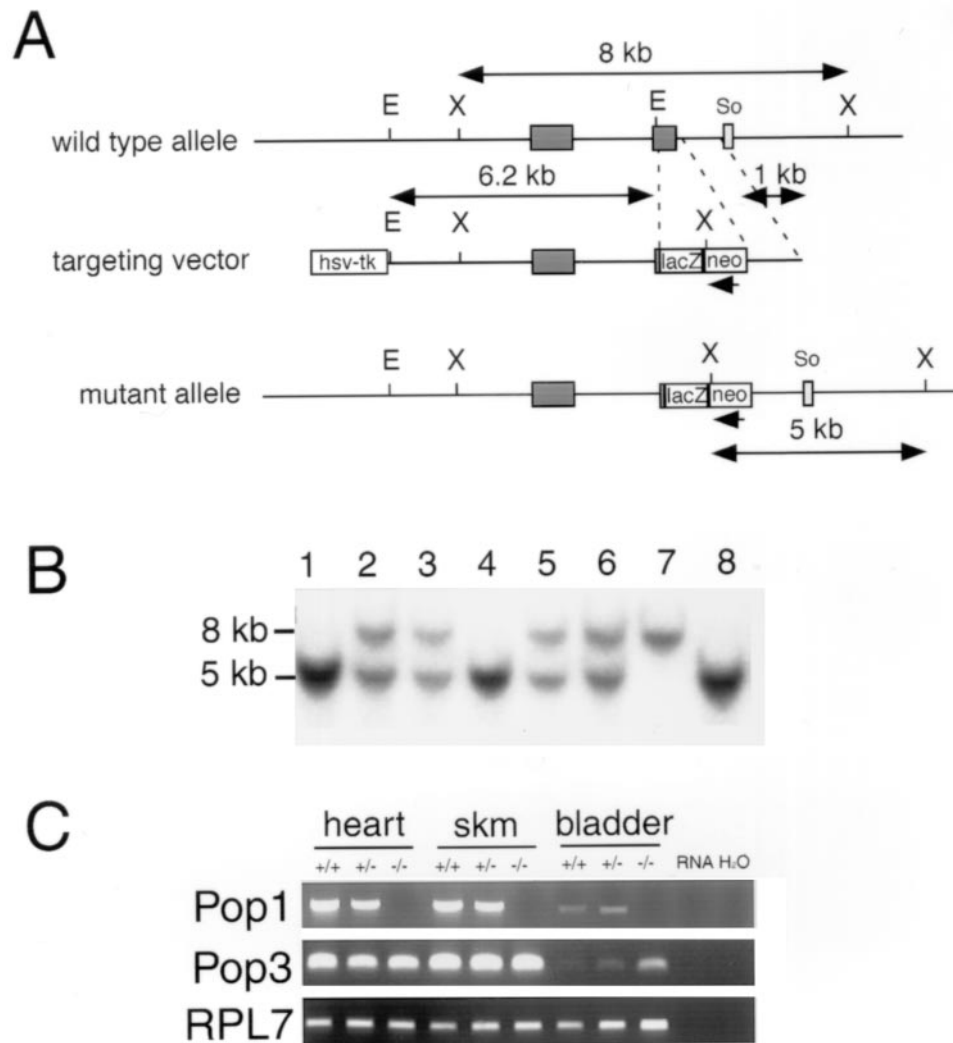 A
8 kb
E X E So X
wild type allele
6.2 kb 1 kb
E X X
targeting vector hsv-tk lacZ neo
E X X So X
mutant allele lacZ neo
5 kb
B
1 2 3 4 5 6 7 8
8 kb
5 kb
C
heart skm bladder
+/+ +/- -/- +/+ +/- -/- +/+ +/- -/- RNA H2O
Pop1
Pop3
RPL7